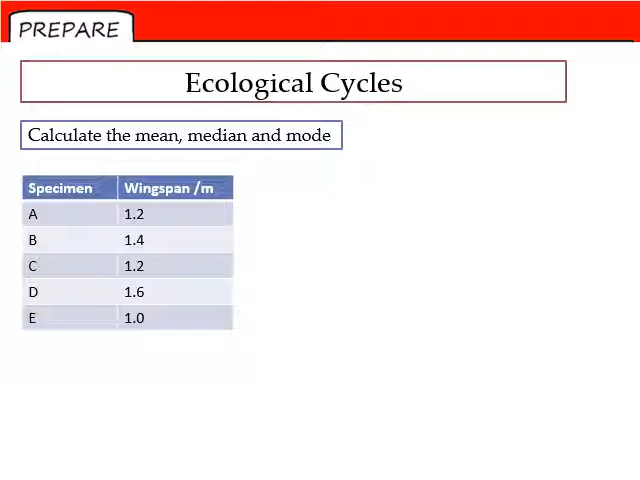 PREPARE
Ecological Cycles
Calculate the mean, median and mode
Specimen Wingspan /m
A 1.2
B 1.4
C 1.2
D 1.6
E 1.0